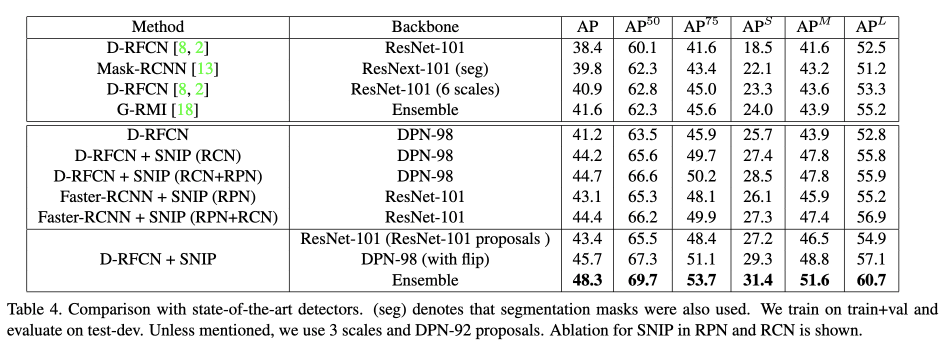 Method Backbone AP AP50 AP75 APS APM APL
D-RFCN [8, 2] ResNet-101 38.4 60.1 41.6 18.5 41.6 52.5
Mask-RCNN [13] ResNext-101 (seg) 39.8 62.3 43.4 22.1 43.2 51.2
D-RFCN [8, 2] ResNet-101 (6 scales) 40.9 62.8 45.0 23.3 43.6 53.3
G-RMI [18] Ensemble 41.6 62.3 45.6 24.0 43.9 55.2
D-RFCN DPN-98 41.2 63.5 45.9 25.7 43.9 52.8
D-RFCN + SNIP (RCN) DPN-98 44.2 65.6 49.7 27.4 47.8 55.8
D-RFCN + SNIP (RCN+RPN) DPN-98 44.7 66.6 50.2 28.5 47.8 55.9
Faster-RCNN + SNIP (RPN) ResNet-101 43.1 65.3 48.1 26.1 45.9 55.2
Faster-RCNN + SNIP (RPN+RCN) ResNet-101 44.4 66.2 49.9 27.3 47.4 56.9
ResNet-101 (ResNet-101 proposals ) 43.4 65.5 48.4 27.2 46.5 54.9
D-RFCN + SNIP DPN-98 (with flip) 45.7 67.3 51.1 29.3 48.8 57.1
Ensemble 48.3 69.7 53.7 31.4 51.6 60.7
Table 4. Comparison with state-of-the-art detectors. (seg) denotes that segmentation masks were also used. We train on train+val and
evaluate on test-dev. Unless mentioned, we use 3 scales and DPN-92 proposals. Ablation for SNIP in RPN and RCN is shown.